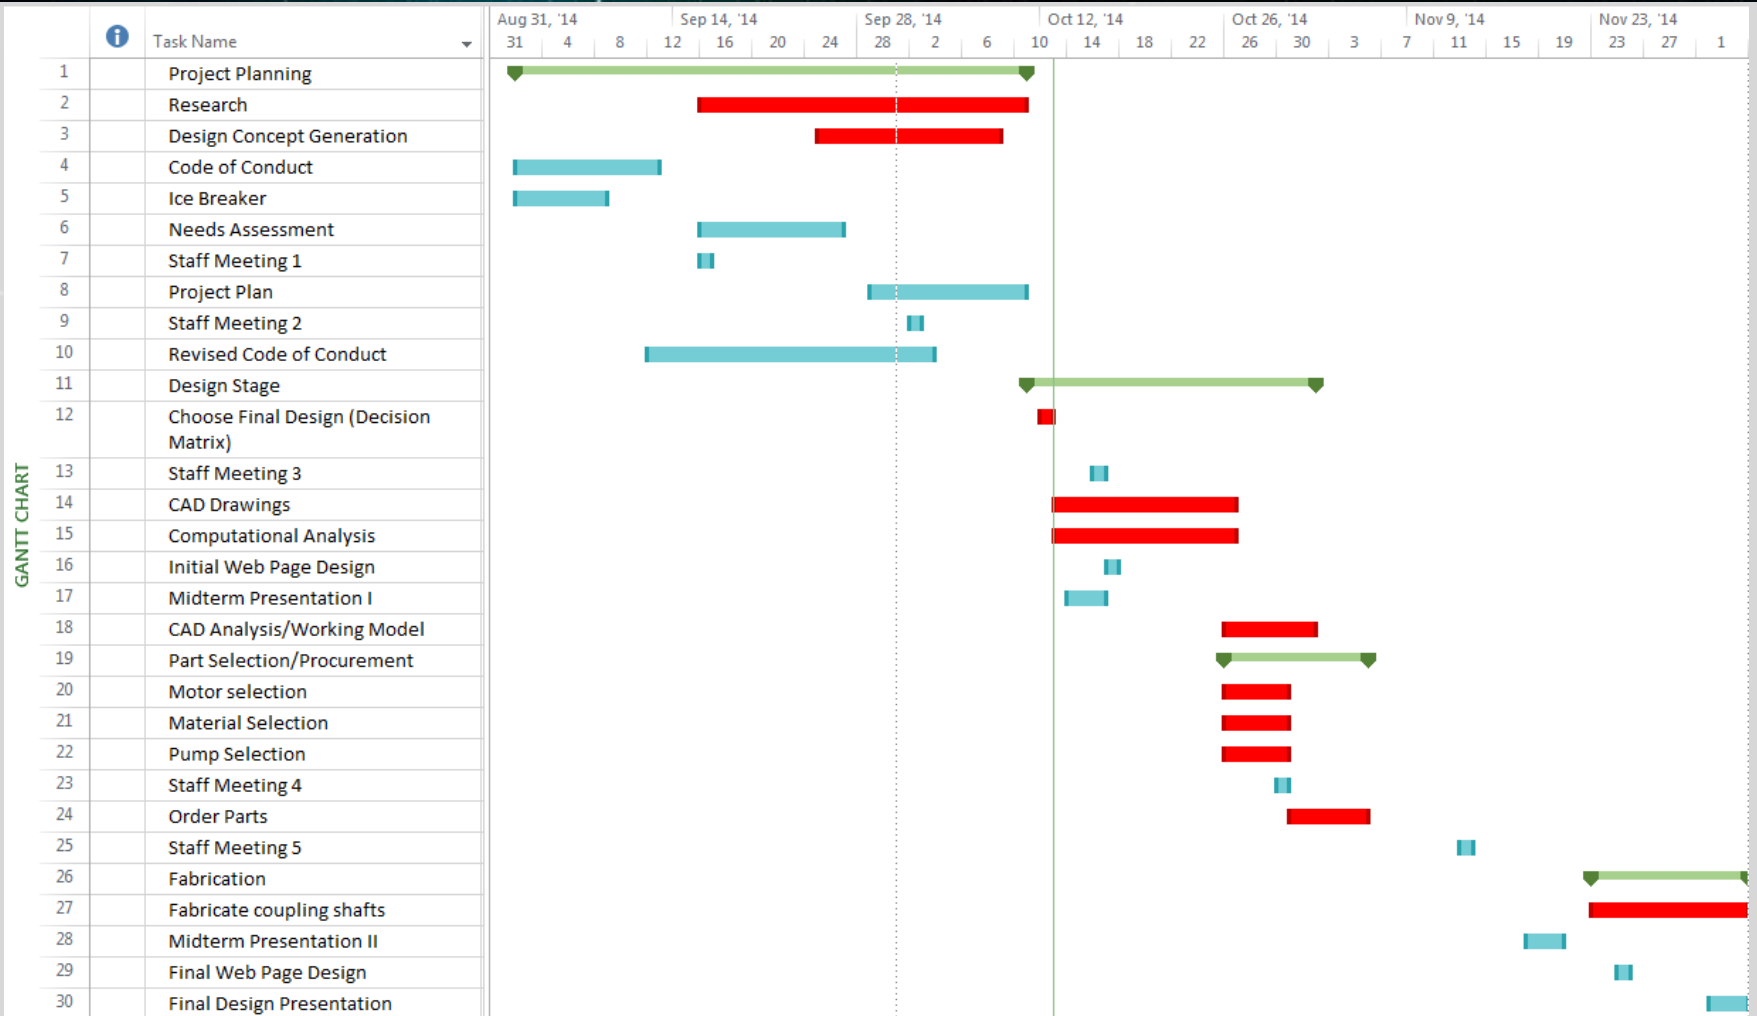 Aug 31, '14 Sep 14, '14 Sep 28, '14 Oct 12, '14 Oct 26, '14 Nov 9, '14 Nov 23, '14
Task Name 31 4 8 12 16 20 24 28 2 6 10 14 18 22 26 30 3 7 11 15 19 23 27 1
1 Project Planning
2 Research
3 Design Concept Generation
4 Code of Conduct
5 Ice Breaker
6 Needs Assessment
7 Staff Meeting 1
8 Project Plan
9 Staff Meeting 2
10 Revised Code of Conduct
11 Design Stage
12 Choose Final Design (Decision
Matrix)
13 Staff Meeting 3
14 CAD Drawings
15 Computational Analysis
16 Initial Web Page Design
17 Midterm Presentation I
18 CAD Analysis/Working Model
19 Part Selection/Procurement
20 Motor selection
21 Material Selection
22 Pump Selection
23 Staff Meeting 4
24 Order Parts
25 Staff Meeting 5
26 Fabrication
27 Fabricate coupling shafts
28 Midterm Presentation II
29 Final Web Page Design
30 Final Design Presentation
GANTT CHART